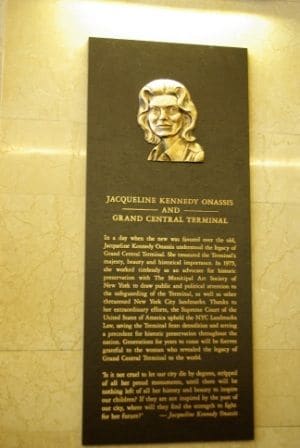 JACQUELINE KENNEDY ONASSIS
AND
GRAND CENTRAL TERMINAL
In a day when the new was favored over the old,
Jacqueline Kennedy Onassis understood the legacy of
Grand Central Terminal. She treasured the Terminal's
majesty, beauty and historical importance. In 1975,
she worked tirelessly as an advocate for historic
preservation with The Municipal Art Society of
New York to draw public and political attention to
the safeguarding of the Terminal, as well as other
threatened New York City landmarks. Thanks to
her extraordinary efforts, the Supreme Court of the
United States of America upheld the NYC Landmarks
Law, saving the Terminal from demolition and setting
a precedent for historic preservation throughout the
nation. Generations for years to come will be forever
grateful to the woman who revealed the legacy of
Grand Central Terminal to the world.
"Is it not cruel to let our city die by degrees, stripped
of all her proud monuments, until there will be
nothing left of all her history and beauty to inspire
our children? If they are not inspired by the past of
our city, where will they find the strength to fight
for her future?" — Jacqueline Kennedy Onassis